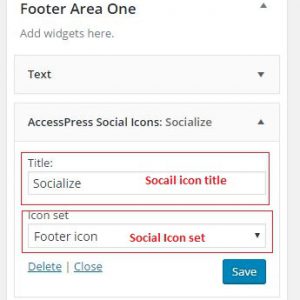 Footer Area One
Add widgets here.
Text
AccessPress Social Icons: Socialize
Title:
Socialize Socail icon title
Icon set
Footer icon Social Icon set
Delete | Close Save